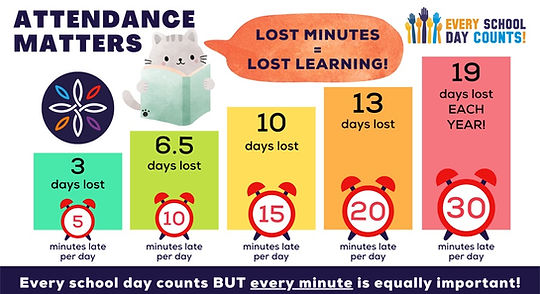 ATTENDANCE
MATTERS
LOST MINUTES
=
LOST LEARNING!
EVERY SCHOOL
DAY COUNTS!
3
days lost
5
minutes late
per day
6.5
days lost
10
minutes late
per day
10
days lost
15
minutes late
per day
13
days lost
20
minutes late
per day
19
days lost
EACH
YEAR!
30
minutes late
per day
Every school day counts BUT every minute is equally important!